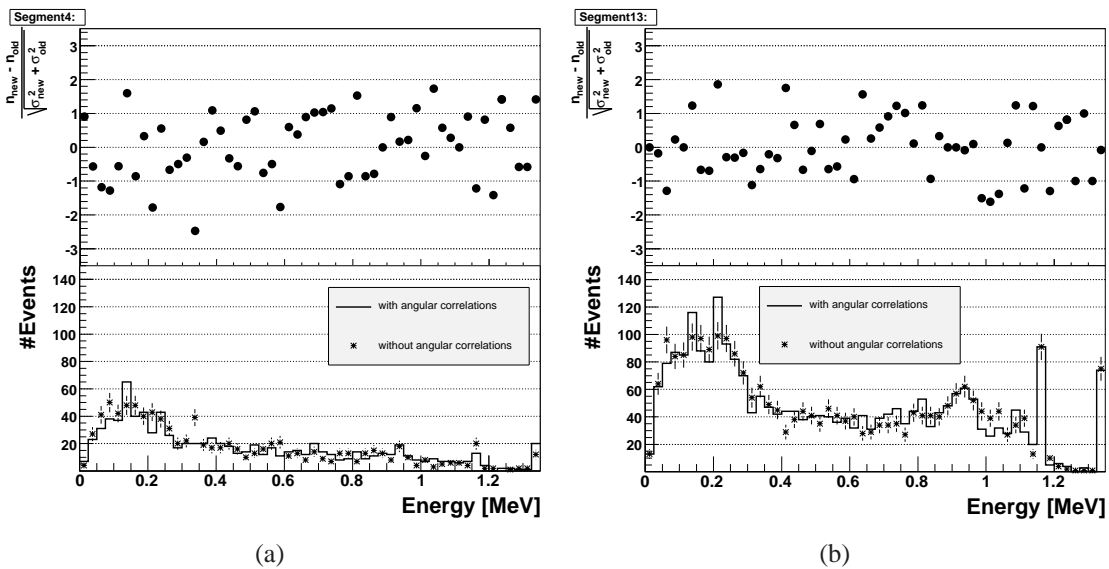 Segment4:
n_new - n_old
√σ²_new + σ²_old
3
2
1
0
-1
-2
-3
#Events
140
120
100
80
60
40
20
with angular correlations
without angular correlations
0 0.2 0.4 0.6 0.8 1 1.2
Energy [MeV]
(a)
Segment13:
n_new - n_old
√σ²_new + σ²_old
3
2
1
0
-1
-2
-3
#Events
140
120
100
80
60
40
20
with angular correlations
without angular correlations
0 0.2 0.4 0.6 0.8 1 1.2
Energy [MeV]
(b)